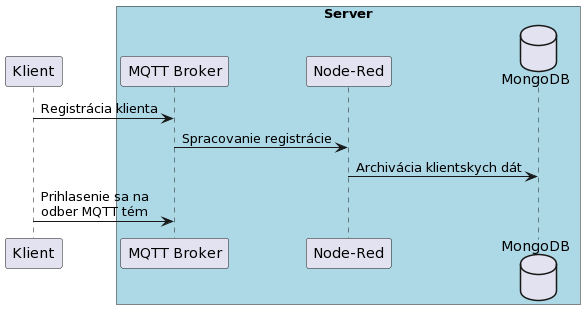 Server
Klient
MQTT Broker
Node-Red
MongoDB
Registrácia klienta
Spracovanie registrácie
Archivácia klientskych dát
Prihlasenie sa na
odber MQTT tém
Klient
MQTT Broker
Node-Red
MongoDB